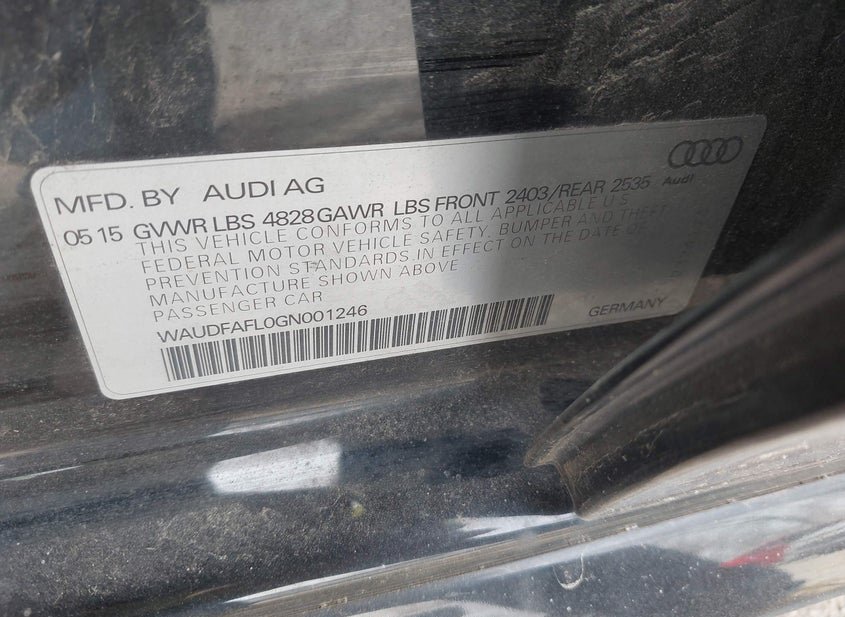 MFD. BY AUDI AG
Audi
05 15 GVWR LBS 4828 GAWR LBS FRONT 2403/REAR 2535
THIS VEHICLE CONFORMS TO ALL APPLICABLE U.S.
FEDERAL MOTOR VEHICLE SAFETY, BUMPER AND THEFT
PREVENTION STANDARDS IN EFFECT ON THE DATE OF
MANUFACTURE SHOWN ABOVE
PASSENGER CAR
WAUDFAFL0GN001246
GERMANY